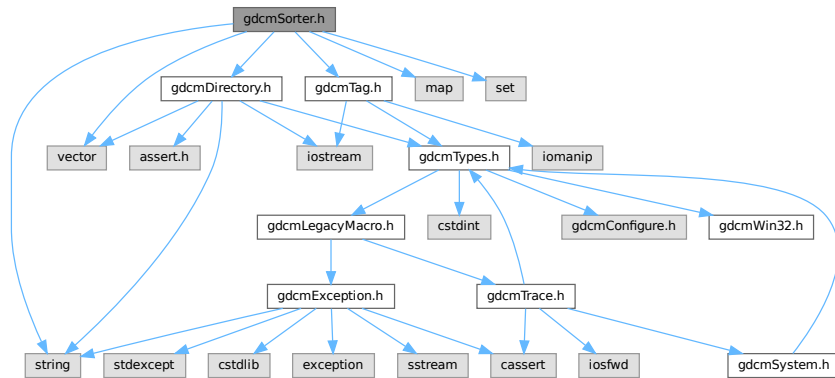 gdcmSorter.h
gdcmDirectory.h
gdcmTag.h
map
set
vector
assert.h
iostream
gdcmTypes.h
iomanip
gdcmLegacyMacro.h
cstdint
gdcmConfigure.h
gdcmWin32.h
gdcmException.h
gdcmTrace.h
string
stdexcept
cstdlib
exception
sstream
cassert
iosfwd
gdcmSystem.h